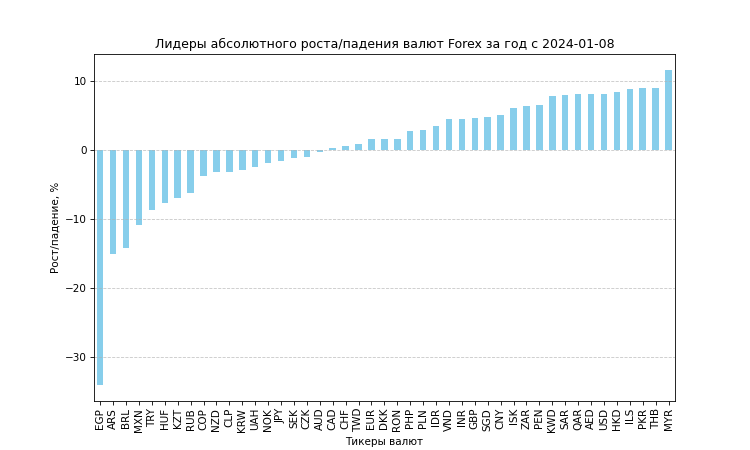 Лидеры абсолютного роста/падения валют Forex за год с 2024-01-08
10
0
−10
−20
−30
Рост/падение, %
EGP
ARS
BRL
MXN
TRY
HUF
KZT
RUB
COP
NZD
CLP
KRW
UAH
NOK
JPY
SEK
CZK
AUD
CAD
CHF
TWD
EUR
DKK
RON
PHP
PLN
IDR
VND
INR
GBP
SGD
CNY
ISK
ZAR
PEN
KWD
SAR
QAR
AED
USD
HKD
ILS
PKR
THB
MYR
Тикеры валют